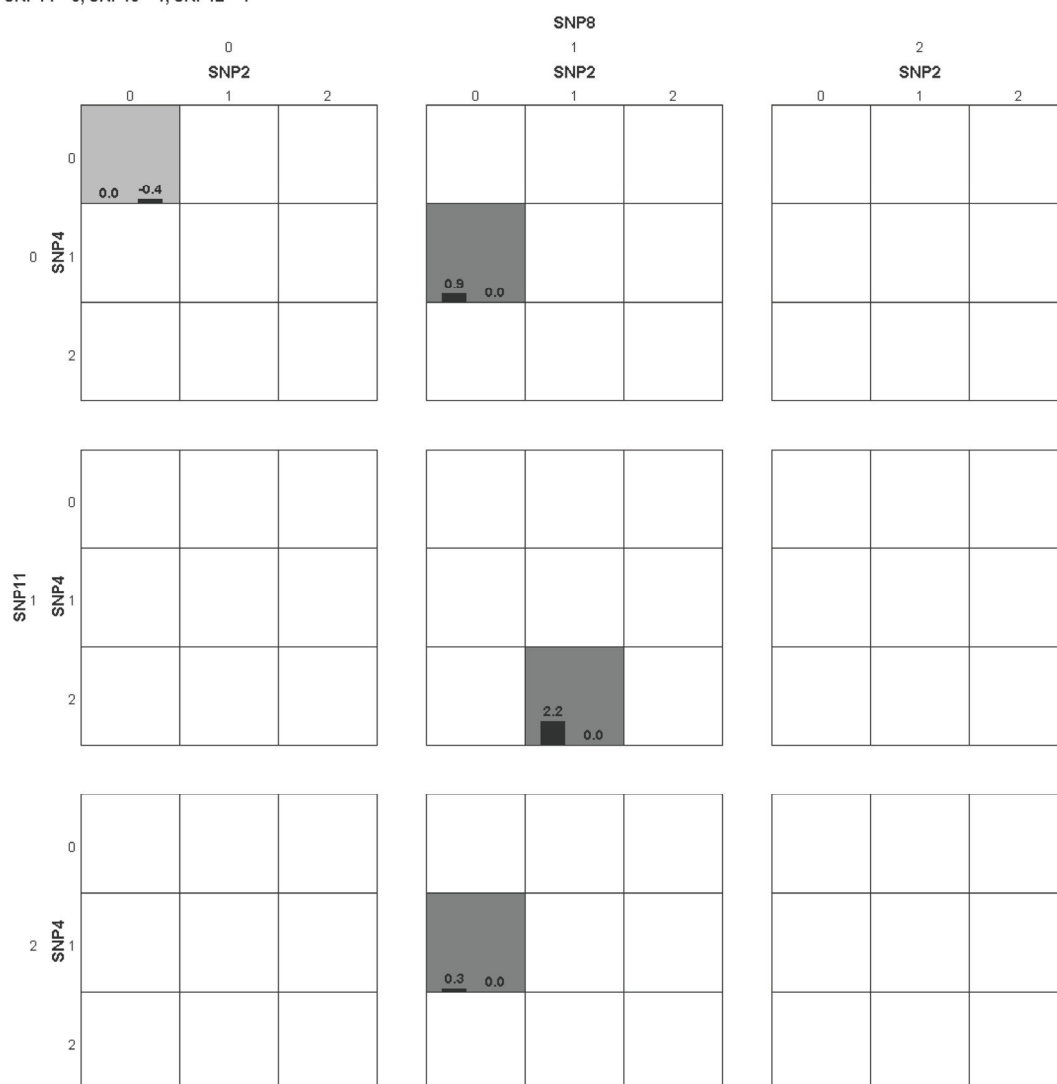 SNP8
0 1 2
SNP2 SNP2 SNP2
0 1 2 0 1 2 0 1 2
0
0.0 -0.4
0 SNP4 1
0.9 0.0
2
0
SNP11 1 SNP4 1
2
2.2 0.0
0
2 SNP4 1
0.3 0.0
2